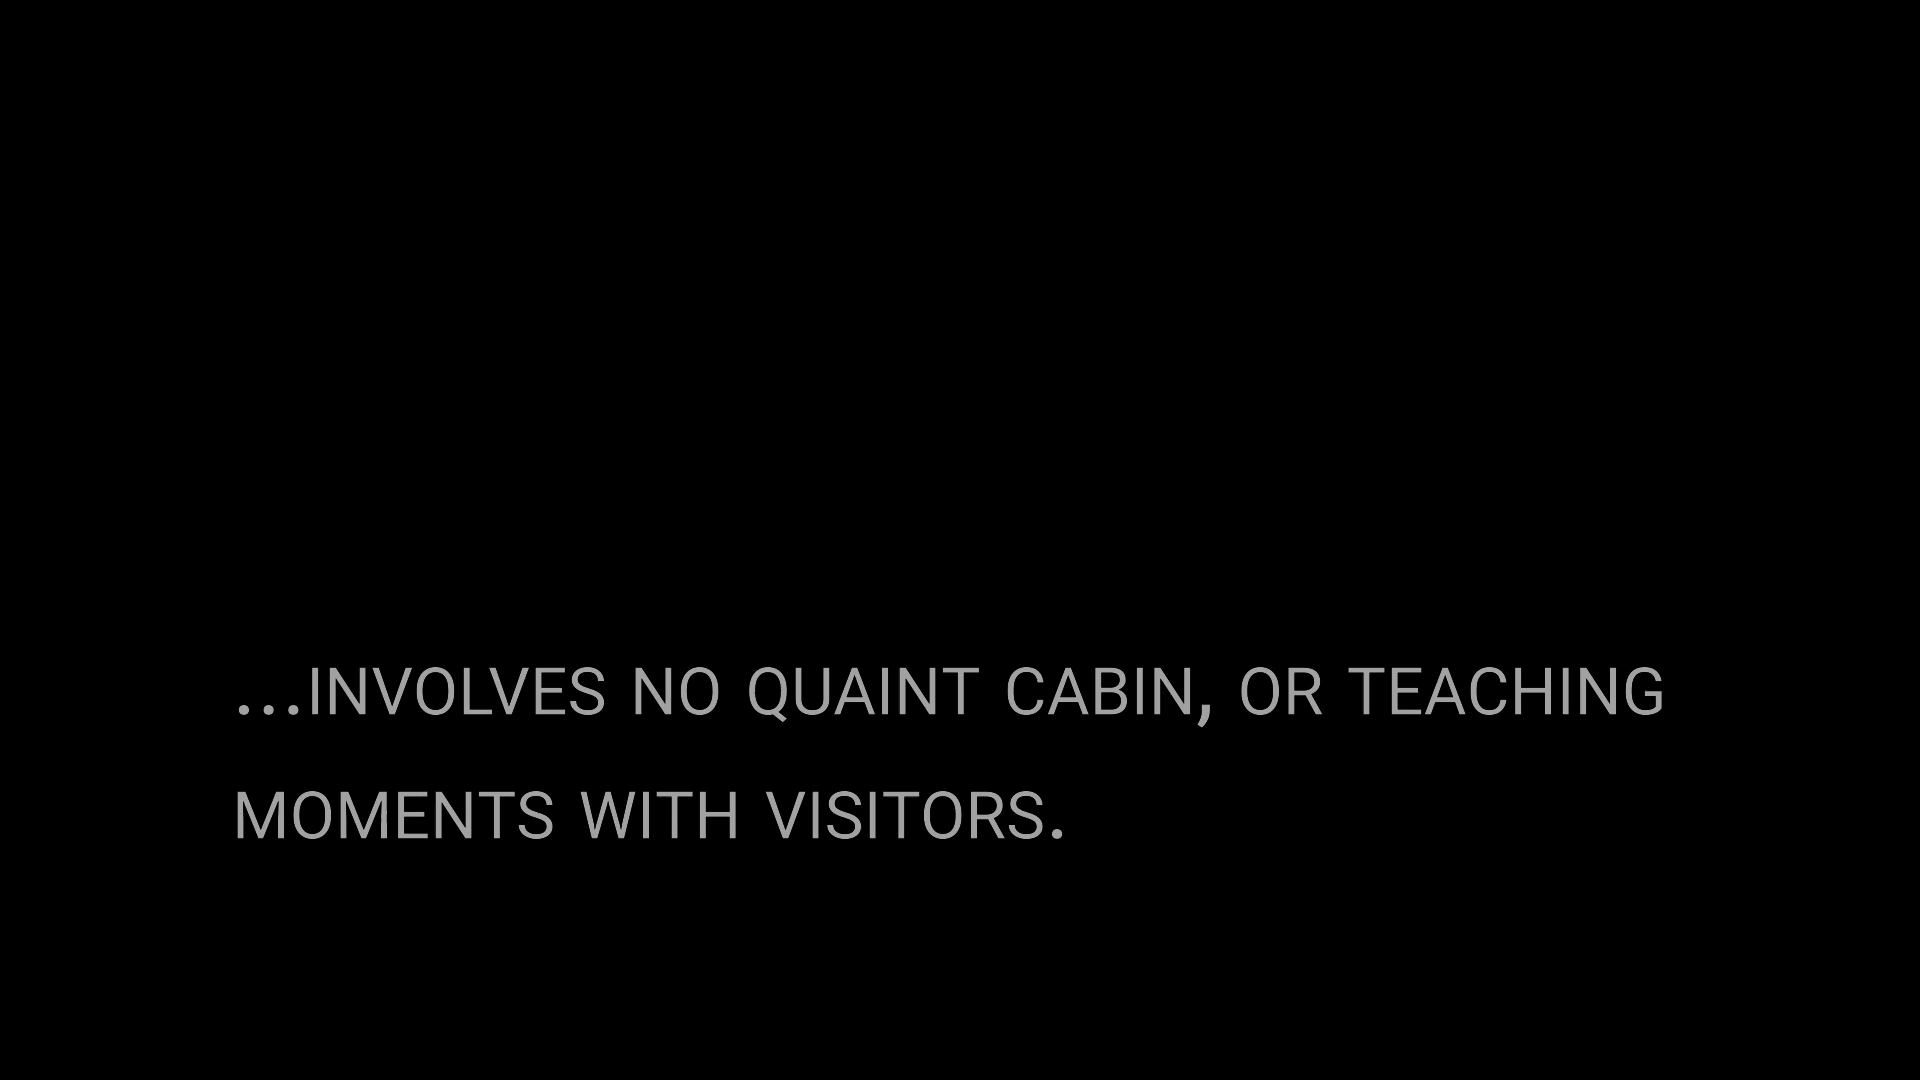 ...INVOLVES NO QUAINT CABIN, OR TEACHING
MOMENTS WITH VISITORS.